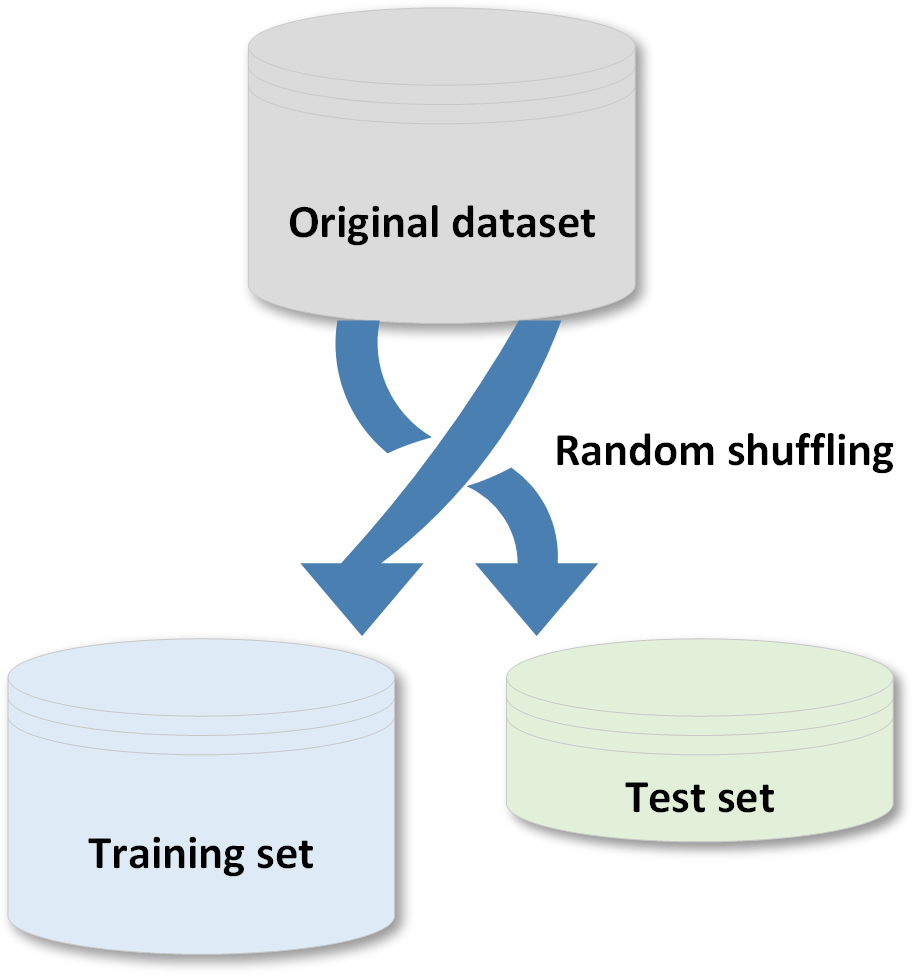 Original dataset
Random shuffling
Test set
Training set